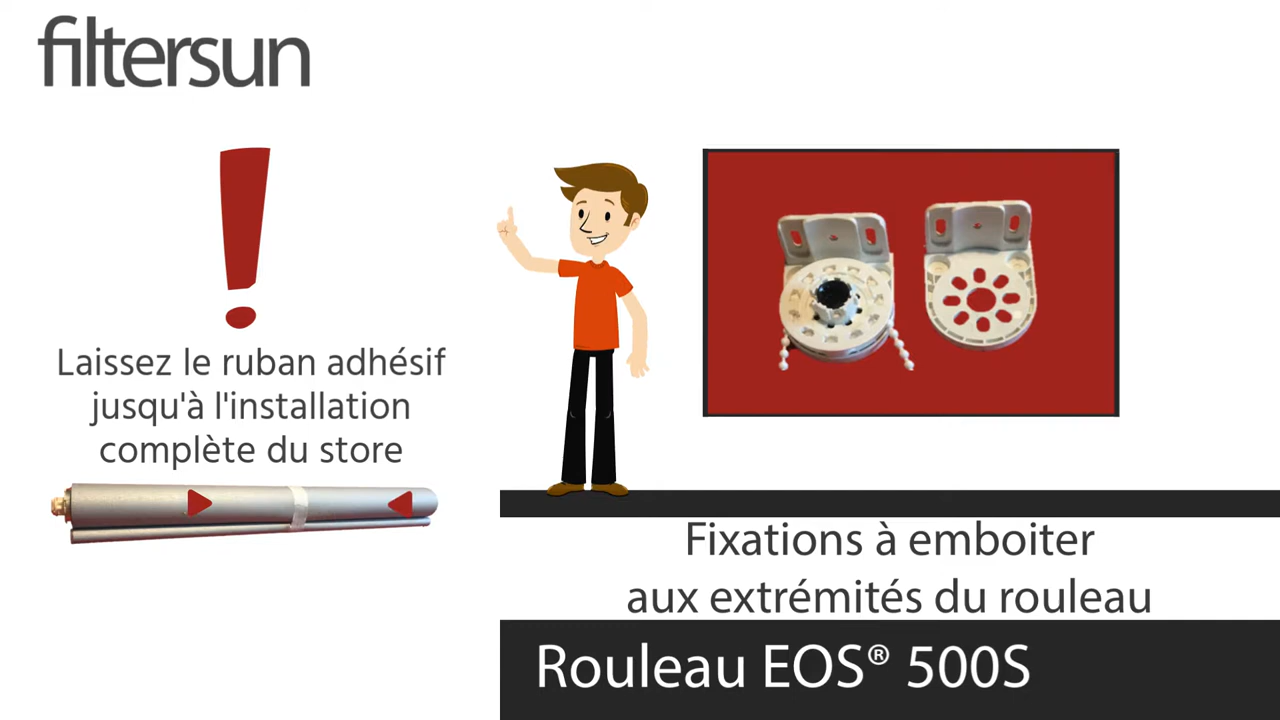 filtersun
Laissez le ruban adhésif
jusqu'à l'installation
complète du store
Fixations à emboiter
aux extrémités du rouleau
Rouleau EOS® 500S